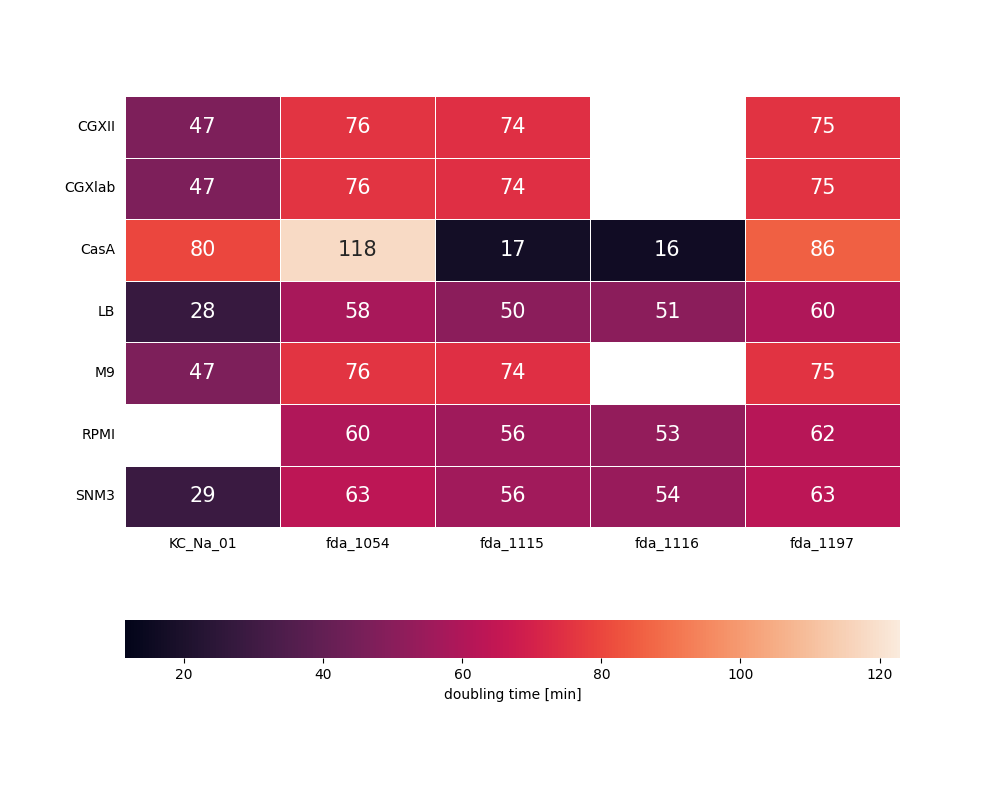 CGXII 47 76 74 75
CGXlab 47 76 74 75
CasA 80 118 17 16 86
LB 28 58 50 51 60
M9 47 76 74 75
RPMI 60 56 53 62
SNM3 29 63 56 54 63
KC_Na_01 fda_1054 fda_1115 fda_1116 fda_1197
20 40 60 80 100 120
doubling time [min]